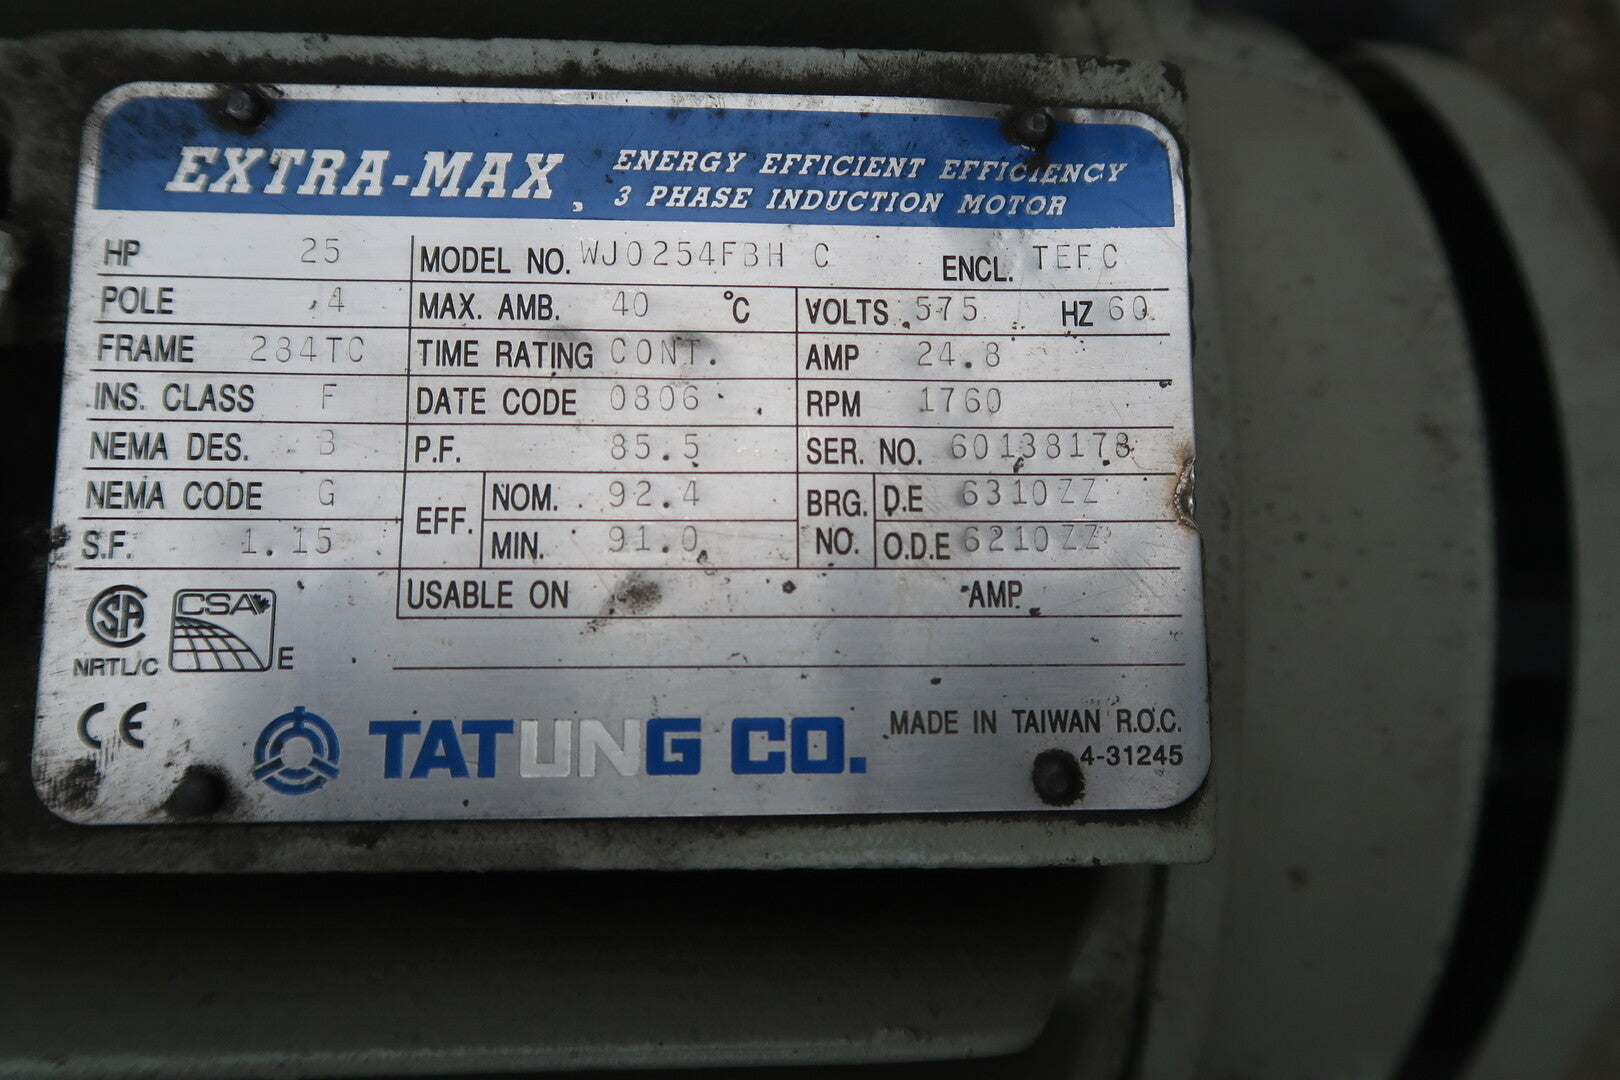 EXTRA-MAX
ENERGY EFFICIENT EFFICIENCY
3 PHASE INDUCTION MOTOR
HP 25 MODEL NO. WJ0254FBH C ENCL. TEFC
POLE 4 MAX. AMB. 40 °C VOLTS 575 HZ 60
FRAME 284TC TIME RATING CONT. AMP 24.8
INS. CLASS F DATE CODE 0806 RPM 1760
NEMA DES. B P.F. 85.5 SER. NO. 60138178
NEMA CODE G EFF. NOM. 92.4 BRG. NO. D.E 6310ZZ
S.F. 1.15 MIN. 91.0 O.D.E 6210ZZ
USABLE ON AMP
SA NRTL/C CSA E
CE
TATUNG CO. MADE IN TAIWAN R.O.C.
4-31245